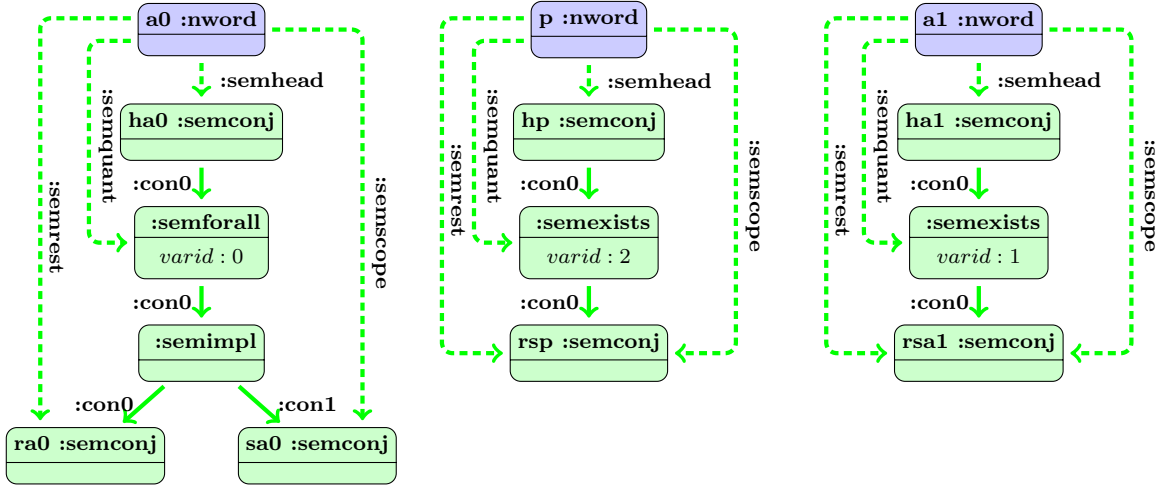 a0 :nword
:semhead
ha0 :semconj
:semquant
:con0
:semforall
varid : 0
:semrest
:semscope
:con0
:semimpl
:con0
:con1
ra0 :semconj
sa0 :semconj
p :nword
:semhead
hp :semconj
:semquant
:semrest
:con0
:semexists
varid : 2
:semscope
:con0
rsp :semconj
a1 :nword
:semhead
ha1 :semconj
:semquant
:semrest
:con0
:semexists
varid : 1
:semscope
:con0
rsa1 :semconj